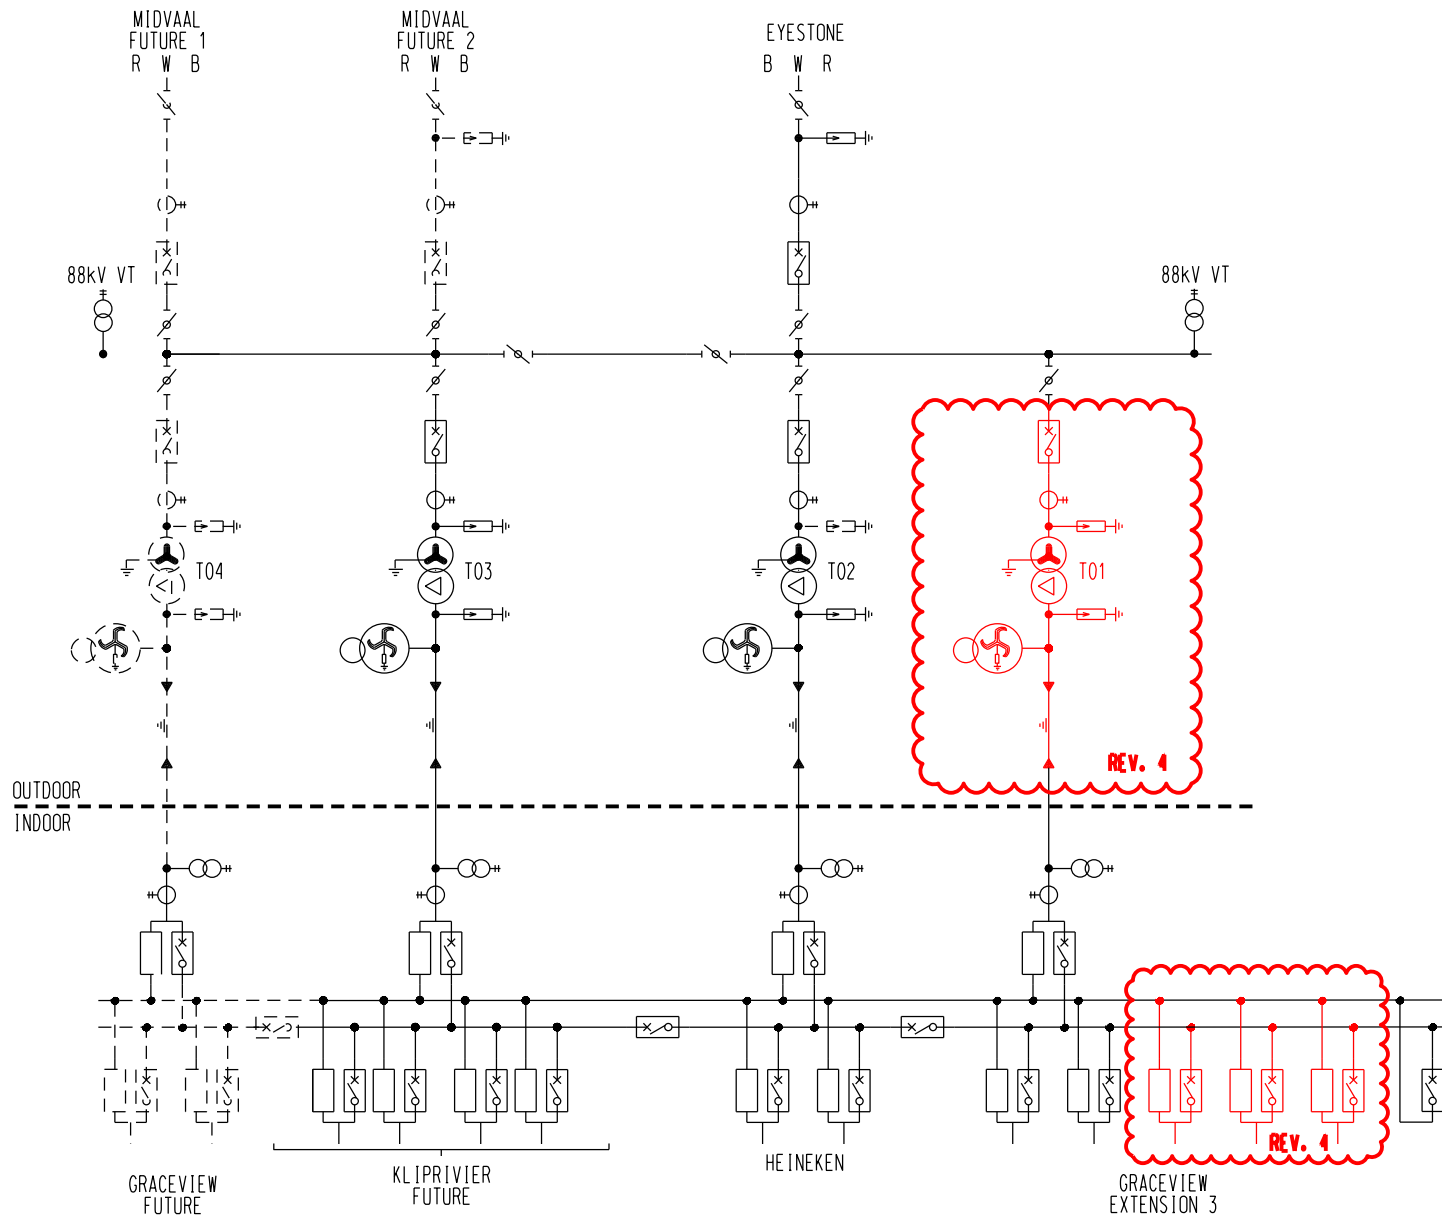 MIDVAAL
FUTURE 1
R W B
MIDVAAL
FUTURE 2
R W B
EYESTONE
B W R
88kV VT
88kV VT
T04
T03
T02
T01
REV. 4
OUTDOOR
INDOOR
REV. 4
GRACEVIEW
FUTURE
KLIPRIVIER
FUTURE
HEINEKEN
GRACEVIEW
EXTENSION 3